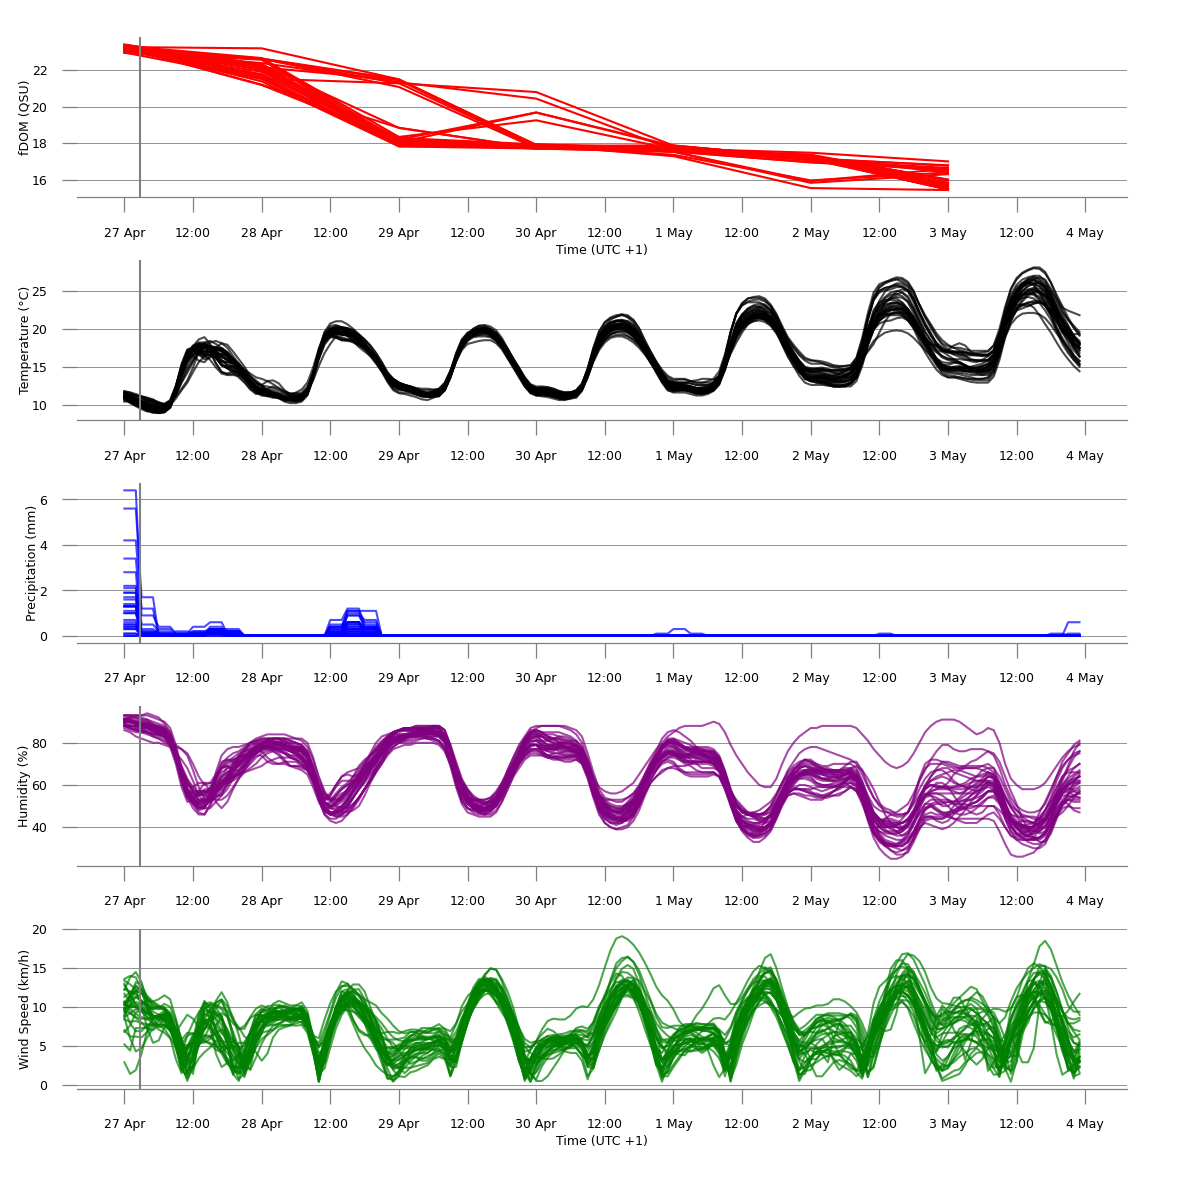 fDOM (QSU)
22
20
18
16
27 Apr 12:00 28 Apr 12:00 29 Apr 12:00 30 Apr 12:00 1 May 12:00 2 May 12:00 3 May 12:00 4 May
Time (UTC +1)
Temperature (°C)
25
20
15
10
27 Apr 12:00 28 Apr 12:00 29 Apr 12:00 30 Apr 12:00 1 May 12:00 2 May 12:00 3 May 12:00 4 May
Precipitation (mm)
6
4
2
0
27 Apr 12:00 28 Apr 12:00 29 Apr 12:00 30 Apr 12:00 1 May 12:00 2 May 12:00 3 May 12:00 4 May
Humidity (%)
80
60
40
27 Apr 12:00 28 Apr 12:00 29 Apr 12:00 30 Apr 12:00 1 May 12:00 2 May 12:00 3 May 12:00 4 May
Wind Speed (km/h)
20
15
10
5
0
27 Apr 12:00 28 Apr 12:00 29 Apr 12:00 30 Apr 12:00 1 May 12:00 2 May 12:00 3 May 12:00 4 May
Time (UTC +1)